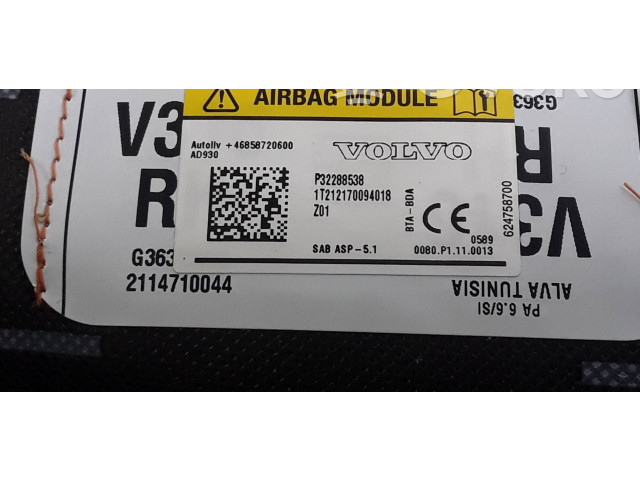 AIRBAG MODULE
Autoliv +46858720600
AD930
VOLVO
P32288538
1T212170094018
Z01
SAB ASP-5.1
BTA-BDA
CE
0589
0080.P1.11.0013
624758700
V3
R
G363
2114710044
G363
R
V3
ALVA TUNISIA
PA 6.6/SI